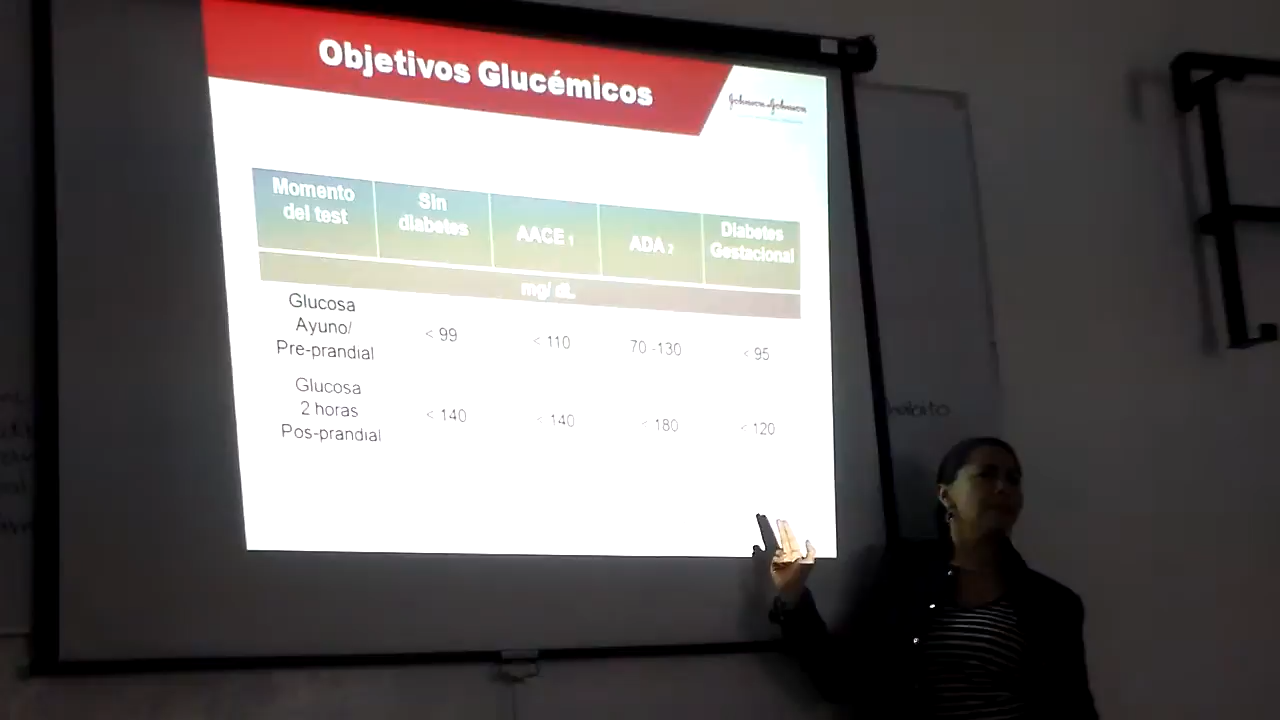 Objetivos Glucémicos
Johnson & Johnson
Momento
del test
Sin
diabetes
AACE 1
ADA 2
Diabetes
Gestacional
mg/ dL
Glucosa
Ayuno/
Pre-prandial
< 99
< 110
70 -130
< 95
Glucosa
2 horas
Pos-prandial
< 140
< 140
< 180
< 120